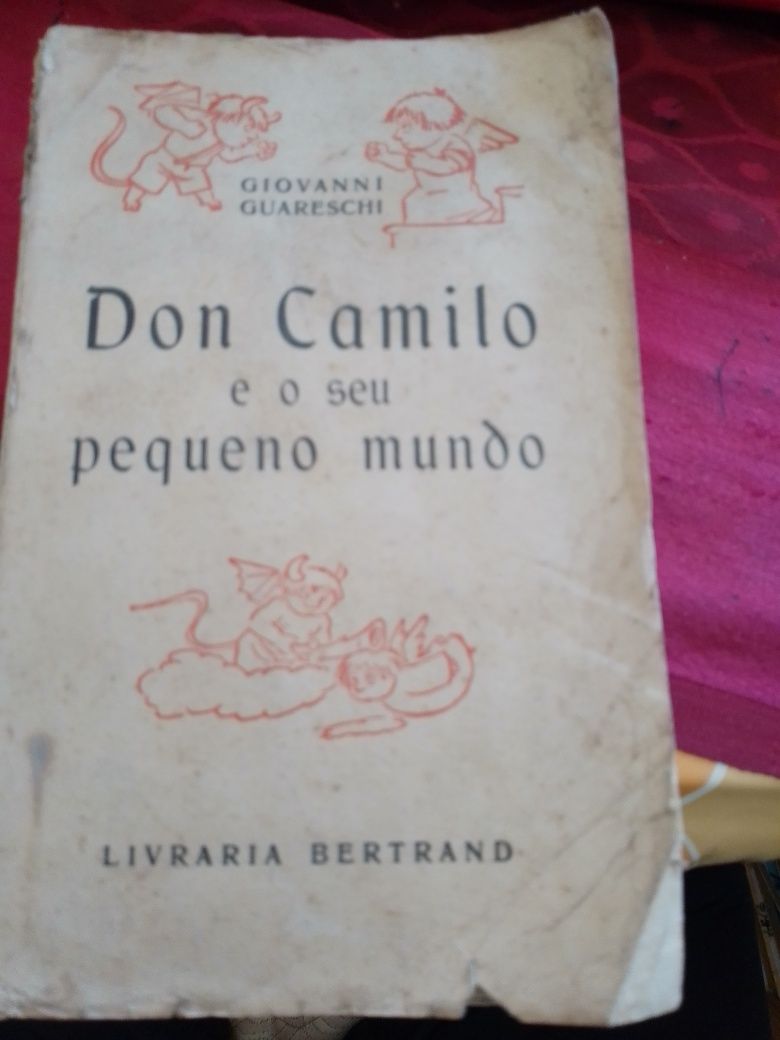 GIOVANNI
GUARESCHI
Don Camilo
e o seu
pequeno mundo
LIVRARIA BERTRAND